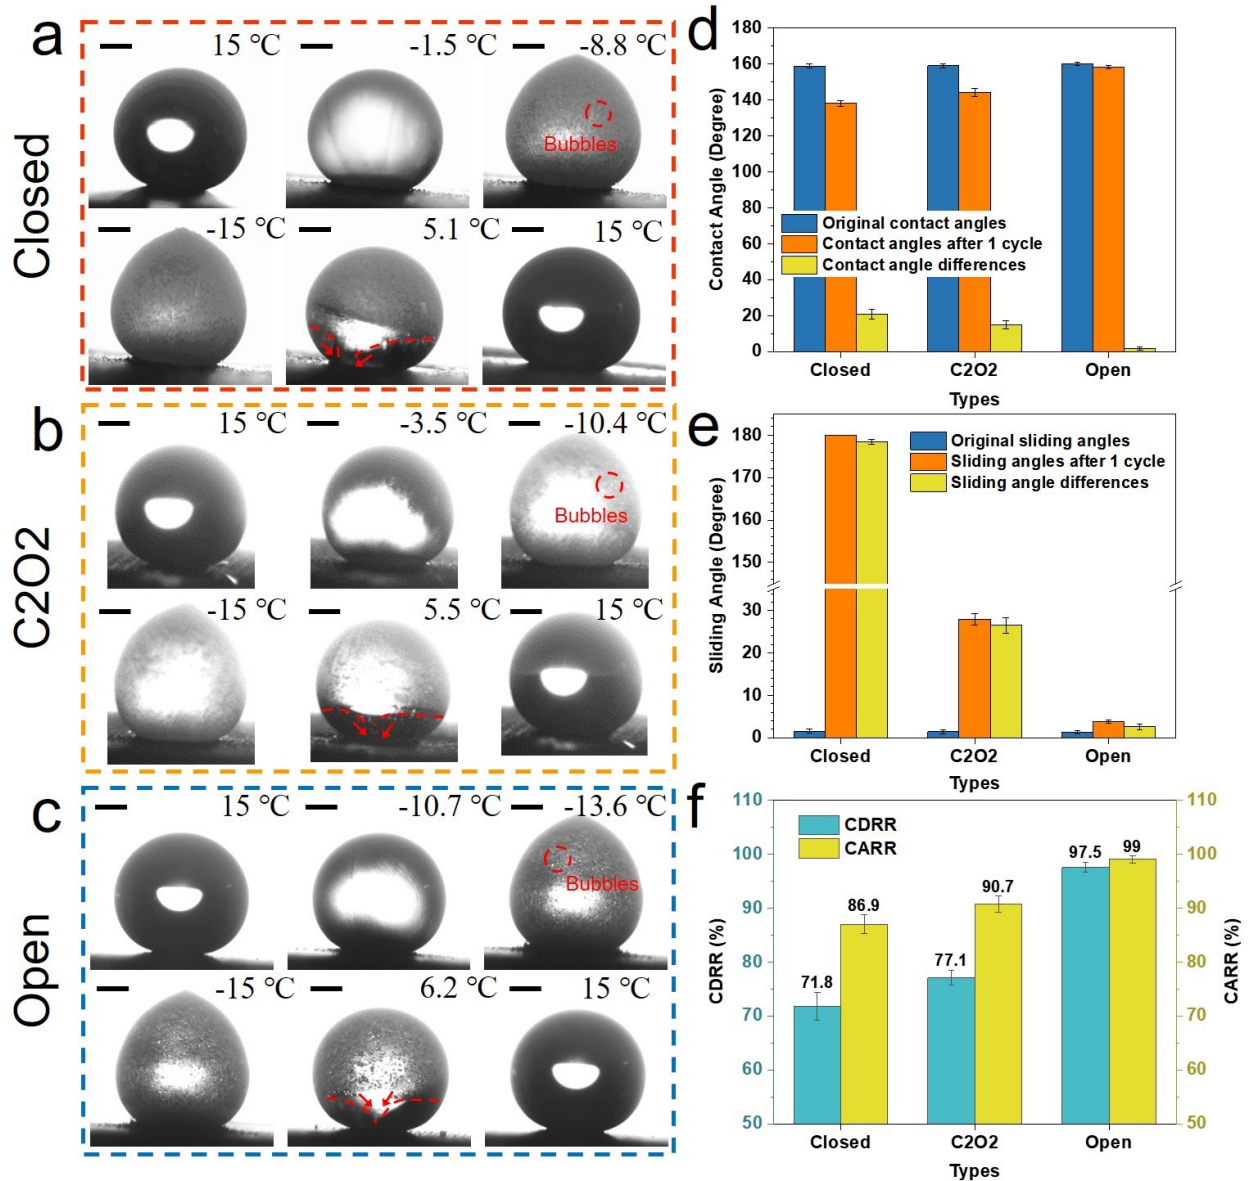 a
Closed
15 ℃
-1.5 ℃
-8.8 ℃
Bubbles
-15 ℃
5.1 ℃
15 ℃
b
C2O2
15 ℃
-3.5 ℃
-10.4 ℃
Bubbles
-15 ℃
5.5 ℃
15 ℃
c
Open
15 ℃
-10.7 ℃
-13.6 ℃
Bubbles
-15 ℃
6.2 ℃
15 ℃
d
Contact Angle (Degree)
180
160
140
120
100
80
60
40
20
0
Original contact angles
Contact angles after 1 cycle
Contact angle differences
Closed C2O2 Open
Types
e
Sliding Angle (Degree)
180
170
160
150
30
20
10
0
Original sliding angles
Sliding angles after 1 cycle
Sliding angle differences
Closed C2O2 Open
Types
f
CDRR (%)
110
100
90
80
70
60
50
CDRR
CARR
71.8
86.9
77.1
90.7
97.5
99
110
100
90
80
70
60
50
CARR (%)
Closed C2O2 Open
Types